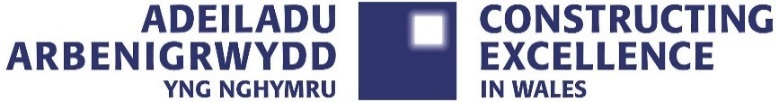 ADEILADU
ARBENIGRWYDD
YNG NGHYMRU
CONSTRUCTING
EXCELLENCE
IN WALES